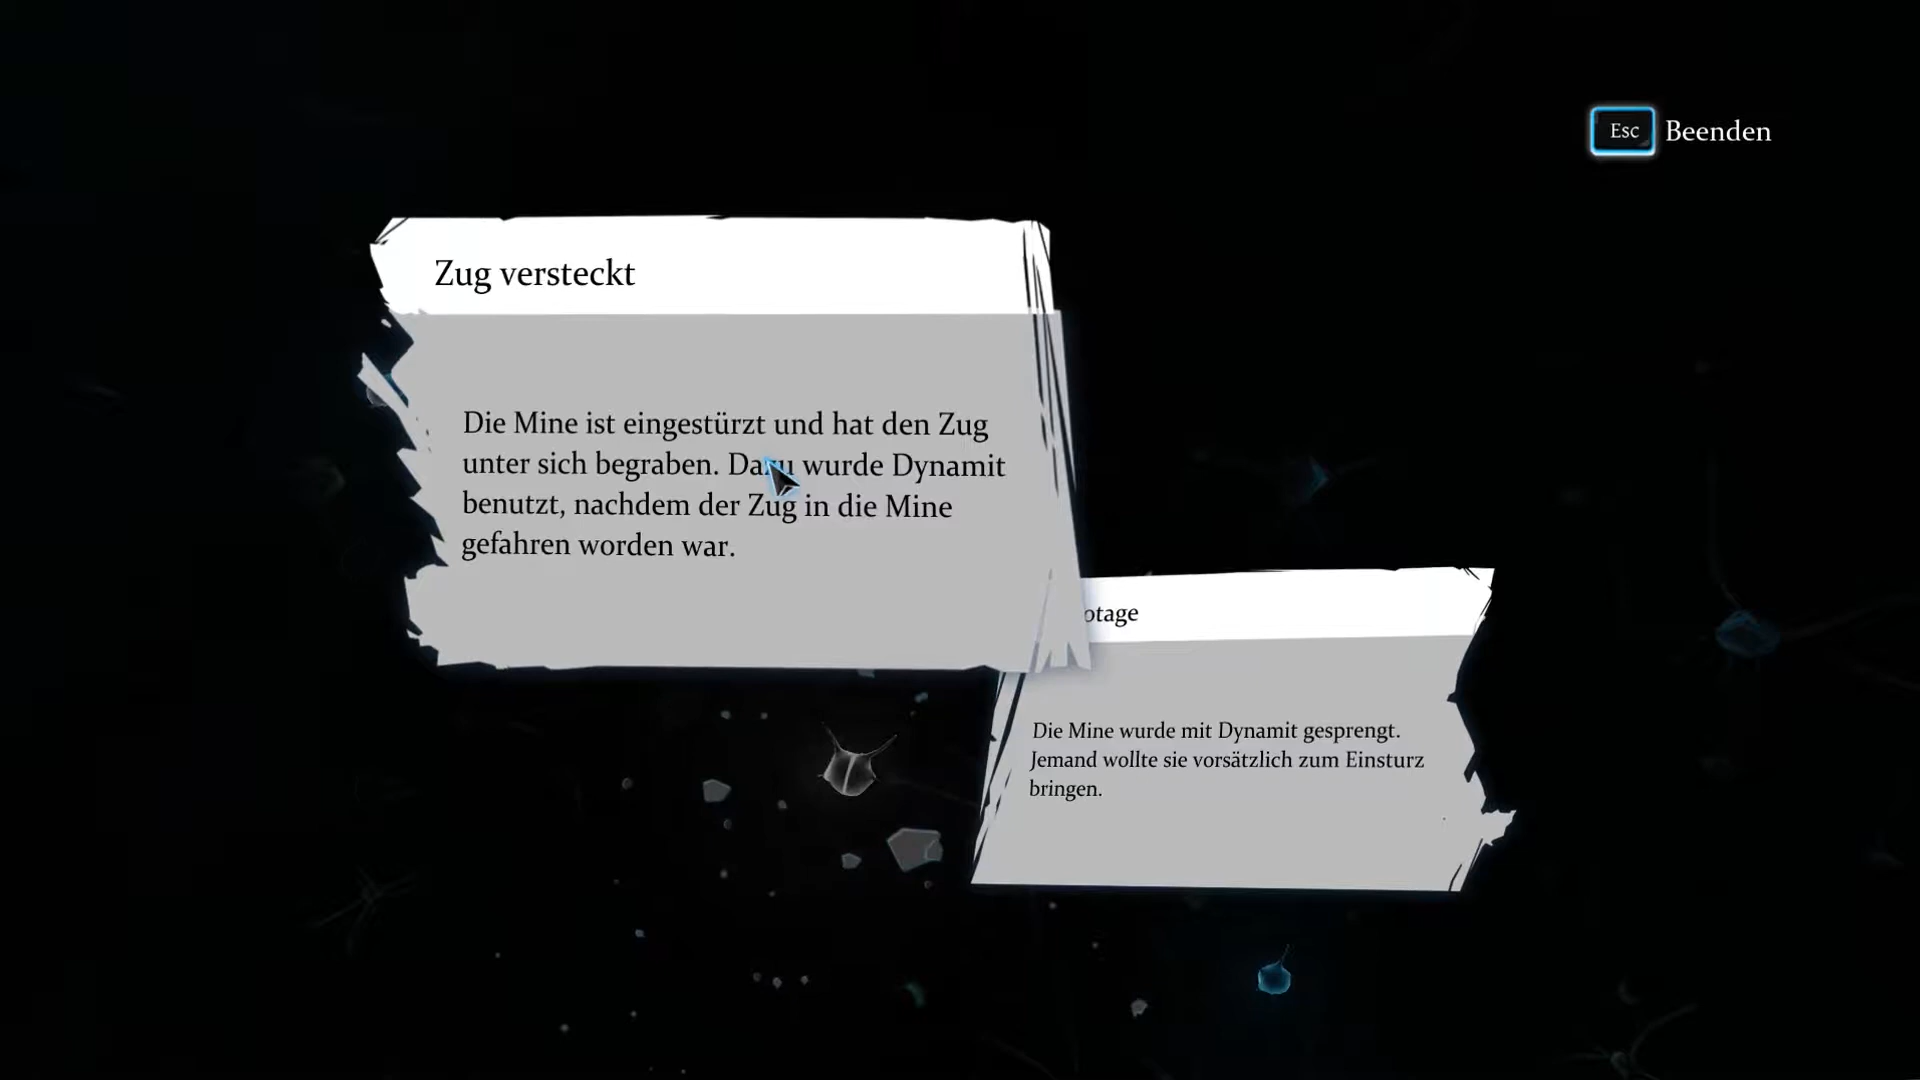 Esc Beenden
Zug versteckt
Die Mine ist eingestürzt und hat den Zug
unter sich begraben. Dazu wurde Dynamit
benutzt, nachdem der Zug in die Mine
gefahren worden war.
otage
Die Mine wurde mit Dynamit gesprengt.
Jemand wollte sie vorsätzlich zum Einsturz
bringen.